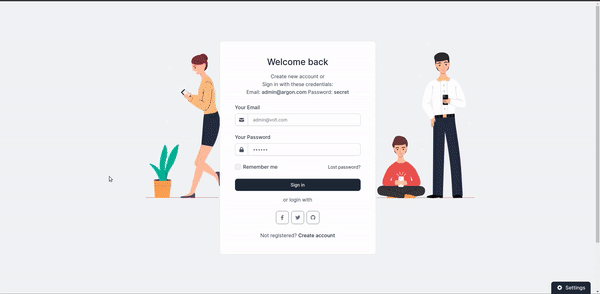 Welcome back
Create new account or
Sign in with these credentials:
Email: admin@argon.com Password: secret
Your Email
admin@volt.com
Your Password
Remember me
Lost password?
Sign in
or login with
Not registered? Create account
Settings